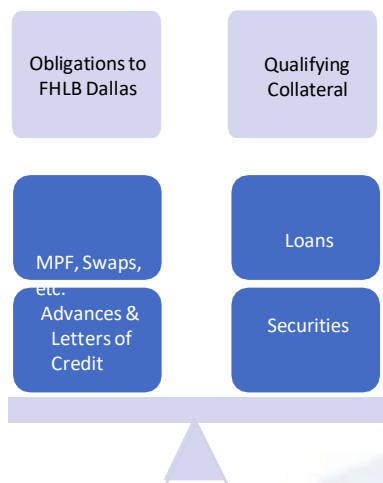 Obligations to
FHLB Dallas
Qualifying
Collateral
MPF, Swaps,
etc.
Loans
Advances &
Letters of
Credit
Securities